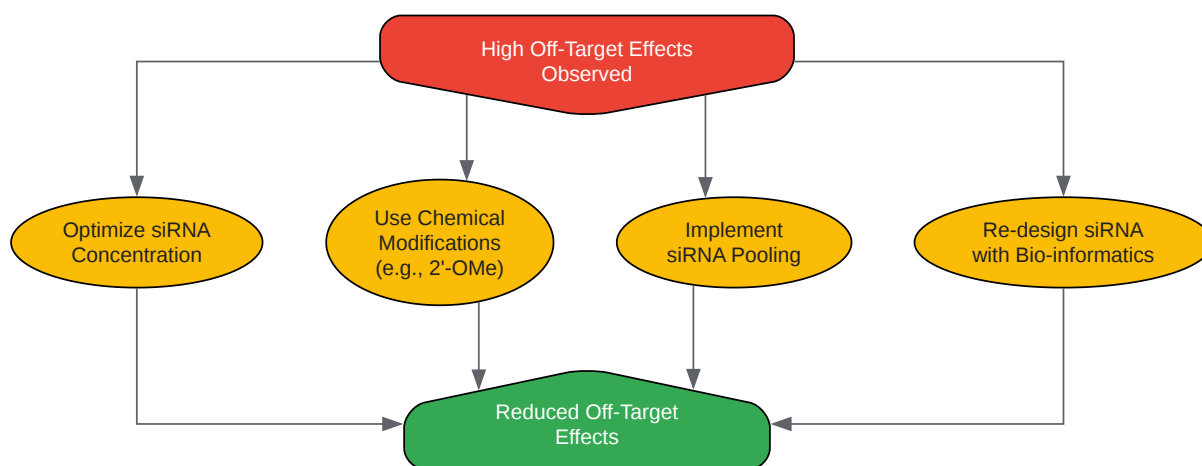 High Off-Target Effects
Observed
Optimize siRNA
Concentration
Use Chemical
Modifications
(e.g., 2'-OMe)
Implement
siRNA Pooling
Re-design siRNA
with Bio-informatics
Reduced Off-Target
Effects